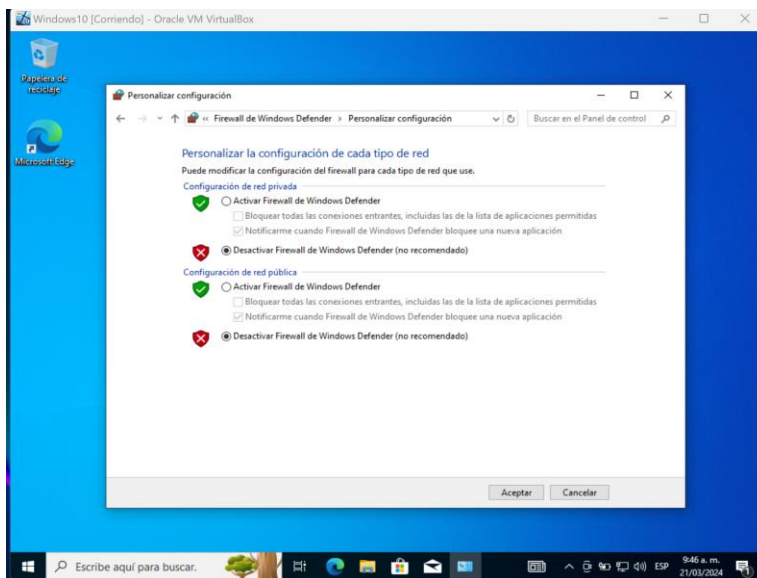 Windows10 [Corriendo] - Oracle VM VirtualBox
Papelera de
reciclaje
Microsoft Edge
Personalizar configuración
« Firewall de Windows Defender › Personalizar configuración
Buscar en el Panel de control
Personalizar la configuración de cada tipo de red
Puede modificar la configuración del firewall para cada tipo de red que use.
Configuración de red privada
Activar Firewall de Windows Defender
Bloquear todas las conexiones entrantes, incluidas las de la lista de aplicaciones permitidas
Notificarme cuando Firewall de Windows Defender bloquee una nueva aplicación
Desactivar Firewall de Windows Defender (no recomendado)
Configuración de red pública
Activar Firewall de Windows Defender
Bloquear todas las conexiones entrantes, incluidas las de la lista de aplicaciones permitidas
Notificarme cuando Firewall de Windows Defender bloquee una nueva aplicación
Desactivar Firewall de Windows Defender (no recomendado)
Aceptar
Cancelar
Escribe aquí para buscar.
ESP
9:46 a. m.
21/03/2024